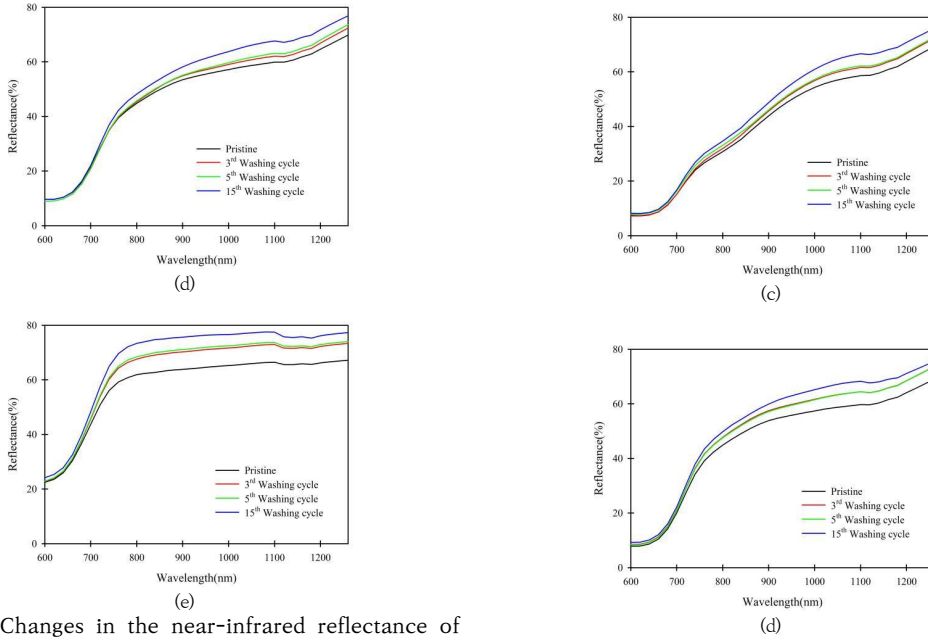 80
60
40
20
0
Reflectance(%)
Pristine
3rd Washing cycle
5th Washing cycle
15th Washing cycle
600 700 800 900 1000 1100 1200
Wavelength(nm)
(d)
80
60
40
20
0
Reflectance(%)
Pristine
3rd Washing cycle
5th Washing cycle
15th Washing cycle
600 700 800 900 1000 1100 1200
Wavelength(nm)
(e)
Changes in the near-infrared reflectance of
80
60
40
20
0
Reflectance(%)
Pristine
3rd Washing cycle
5th Washing cycle
15th Washing cycle
600 700 800 900 1000 1100 1200
Wavelength(nm)
(c)
80
60
40
20
0
Reflectance(%)
Pristine
3rd Washing cycle
5th Washing cycle
15th Washing cycle
600 700 800 900 1000 1100 1200
Wavelength(nm)
(d)